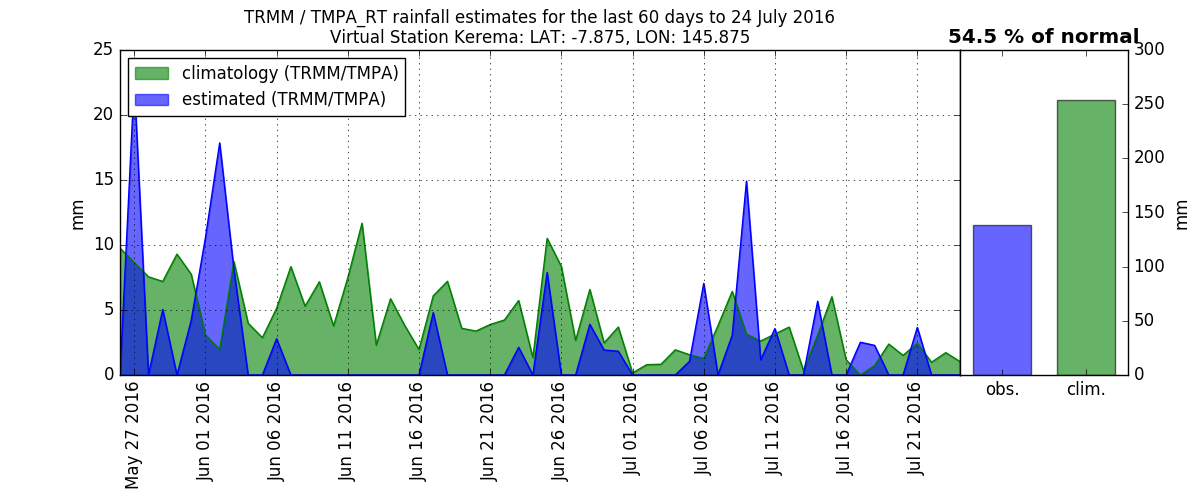 TRMM / TMPA_RT rainfall estimates for the last 60 days to 24 July 2016
Virtual Station Kerema: LAT: -7.875, LON: 145.875
54.5 % of normal
climatology (TRMM/TMPA)
estimated (TRMM/TMPA)
mm
25
20
15
10
5
0
May 27 2016
Jun 01 2016
Jun 06 2016
Jun 11 2016
Jun 16 2016
Jun 21 2016
Jun 26 2016
Jul 01 2016
Jul 06 2016
Jul 11 2016
Jul 16 2016
Jul 21 2016
obs.
clim.
300
250
200
150
100
50
0
mm